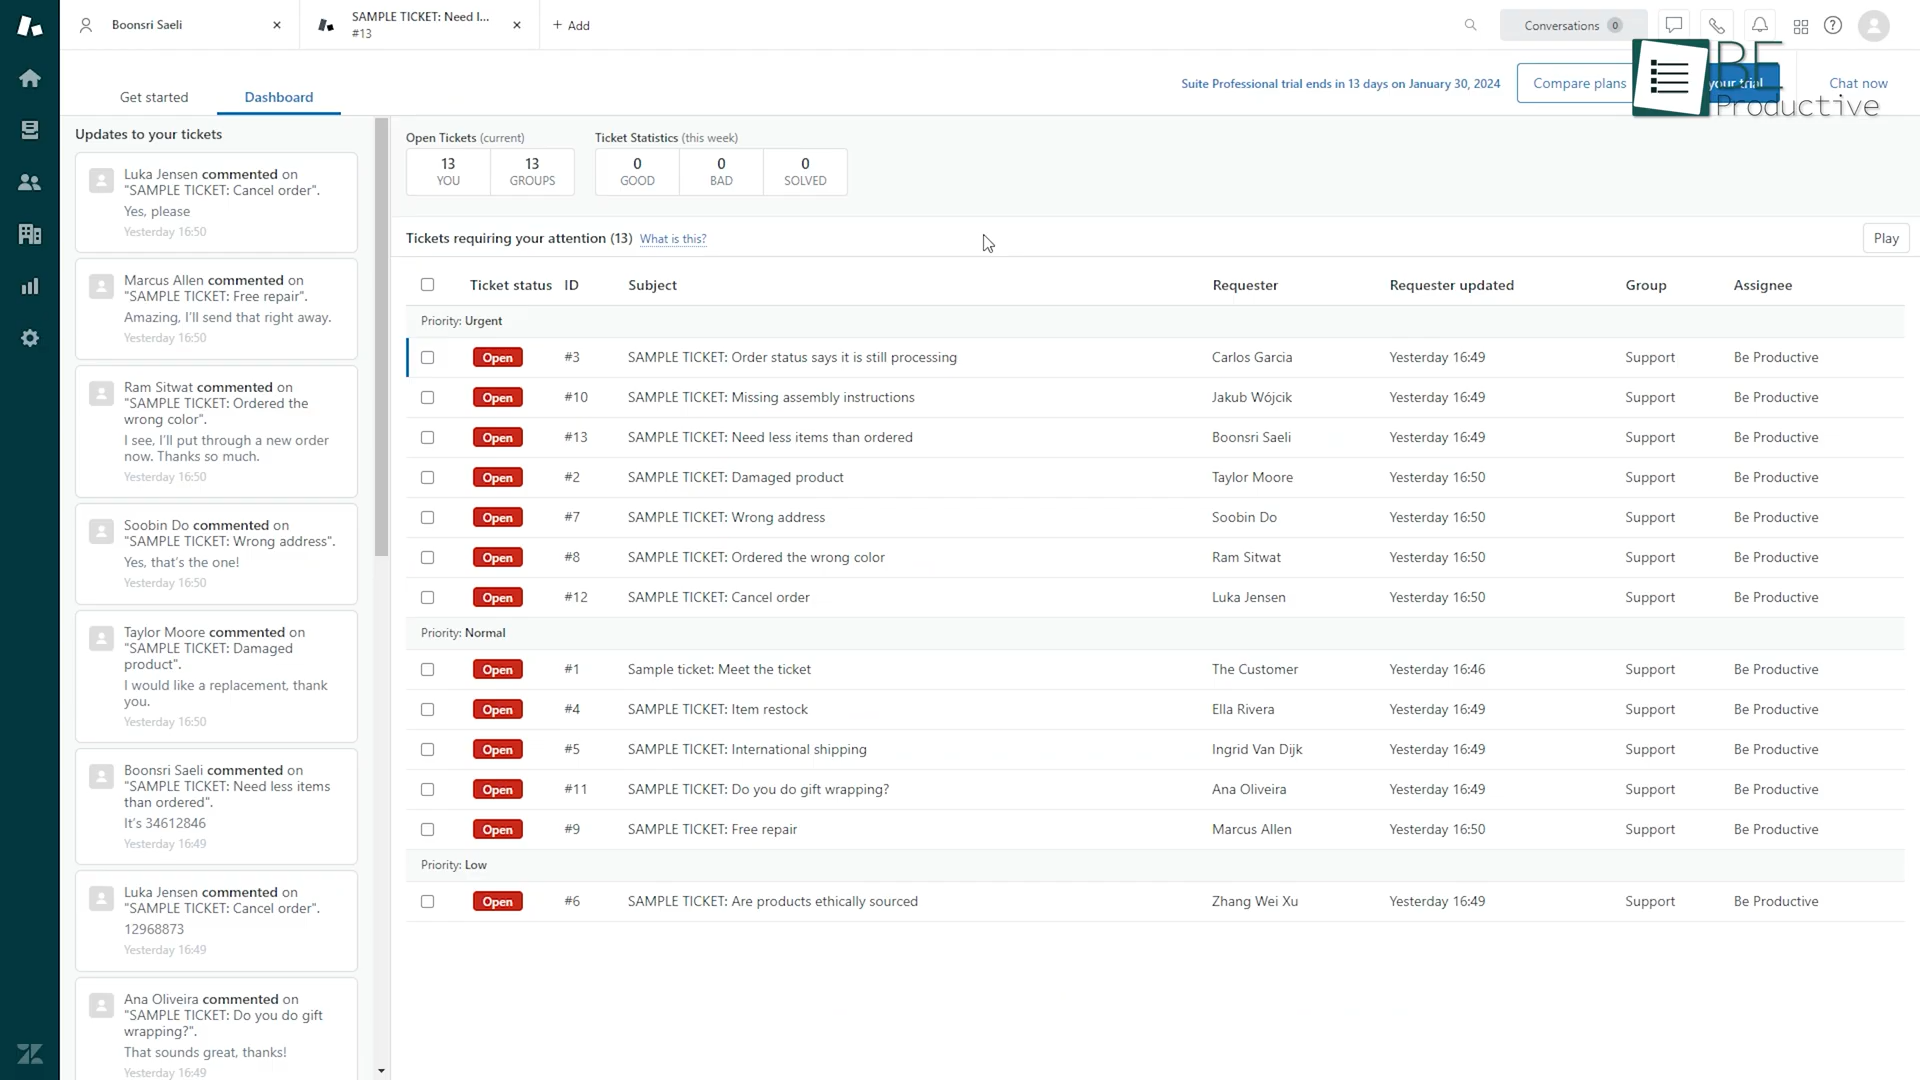 Boonsri Saeli
SAMPLE TICKET: Need l...
#13
+ Add
Conversations 0
Get started
Dashboard
Suite Professional trial ends in 13 days on January 30, 2024
Compare plans
your trial
Chat now
BE
Productive
Updates to your tickets
Luka Jensen commented on
"SAMPLE TICKET: Cancel order".
Yes, please
Yesterday 16:50
Marcus Allen commented on
"SAMPLE TICKET: Free repair".
Amazing, I'll send that right away.
Yesterday 16:50
Ram Sitwat commented on
"SAMPLE TICKET: Ordered the
wrong color".
I see, I'll put through a new order
now. Thanks so much.
Yesterday 16:50
Soobin Do commented on
"SAMPLE TICKET: Wrong address".
Yes, that's the one!
Yesterday 16:50
Taylor Moore commented on
"SAMPLE TICKET: Damaged
product".
I would like a replacement, thank
you.
Yesterday 16:50
Boonsri Saeli commented on
"SAMPLE TICKET: Need less items
than ordered".
It's 34612846
Yesterday 16:49
Luka Jensen commented on
"SAMPLE TICKET: Cancel order".
12968873
Yesterday 16:49
Ana Oliveira commented on
"SAMPLE TICKET: Do you do gift
wrapping?".
That sounds great, thanks!
Yesterday 16:49
Open Tickets (current)
Ticket Statistics (this week)
13 13 0 0 0
YOU GROUPS GOOD BAD SOLVED
Tickets requiring your attention (13) What is this?
Play
Ticket status ID Subject Requester Requester updated Group Assignee
Priority: Urgent
Open #3 SAMPLE TICKET: Order status says it is still processing Carlos Garcia Yesterday 16:49 Support Be Productive
Open #10 SAMPLE TICKET: Missing assembly instructions Jakub Wójcik Yesterday 16:49 Support Be Productive
Open #13 SAMPLE TICKET: Need less items than ordered Boonsri Saeli Yesterday 16:49 Support Be Productive
Open #2 SAMPLE TICKET: Damaged product Taylor Moore Yesterday 16:50 Support Be Productive
Open #7 SAMPLE TICKET: Wrong address Soobin Do Yesterday 16:50 Support Be Productive
Open #8 SAMPLE TICKET: Ordered the wrong color Ram Sitwat Yesterday 16:50 Support Be Productive
Open #12 SAMPLE TICKET: Cancel order Luka Jensen Yesterday 16:50 Support Be Productive
Priority: Normal
Open #1 Sample ticket: Meet the ticket The Customer Yesterday 16:46 Support Be Productive
Open #4 SAMPLE TICKET: Item restock Ella Rivera Yesterday 16:49 Support Be Productive
Open #5 SAMPLE TICKET: International shipping Ingrid Van Dijk Yesterday 16:49 Support Be Productive
Open #11 SAMPLE TICKET: Do you do gift wrapping? Ana Oliveira Yesterday 16:49 Support Be Productive
Open #9 SAMPLE TICKET: Free repair Marcus Allen Yesterday 16:50 Support Be Productive
Priority: Low
Open #6 SAMPLE TICKET: Are products ethically sourced Zhang Wei Xu Yesterday 16:49 Support Be Productive